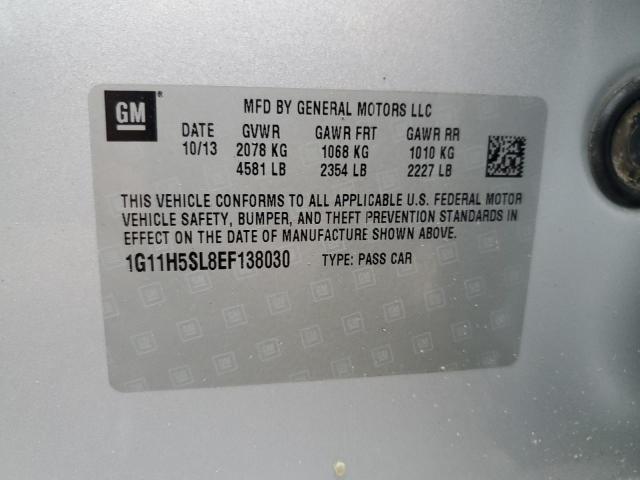 GM®
MFD BY GENERAL MOTORS LLC
DATE GVWR GAWR FRT GAWR RR
10/13 2078 KG 1068 KG 1010 KG
4581 LB 2354 LB 2227 LB
THIS VEHICLE CONFORMS TO ALL APPLICABLE U.S. FEDERAL MOTOR
VEHICLE SAFETY, BUMPER, AND THEFT PREVENTION STANDARDS IN
EFFECT ON THE DATE OF MANUFACTURE SHOWN ABOVE.
1G11H5SL8EF138030 TYPE: PASS CAR